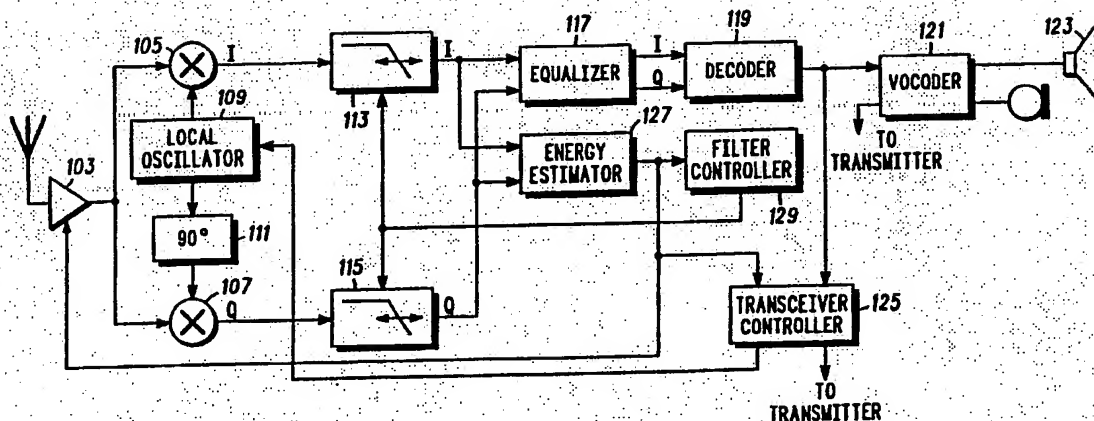 105
I
113
I
117
EQUALIZER
I
Q
119
DECODER
121
VOCODER
123
TO
TRANSMITTER
109
LOCAL
OSCILLATOR
103
90°
111
127
ENERGY
ESTIMATOR
FILTER
CONTROLLER
129
107
Q
115
Q
TRANSCEIVER
CONTROLLER
125
TO
TRANSMITTER